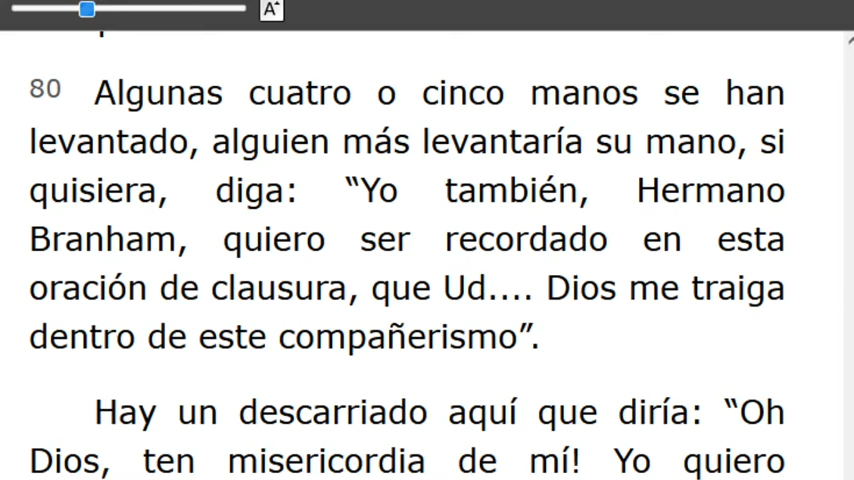 80 Algunas cuatro o cinco manos se han
levantado, alguien más levantaría su mano, si
quisiera, diga: “Yo también, Hermano
Branham, quiero ser recordado en esta
oración de clausura, que Ud.... Dios me traiga
dentro de este compañerismo”.
Hay un descarriado aquí que diría: “Oh
Dios, ten misericordia de mí! Yo quiero